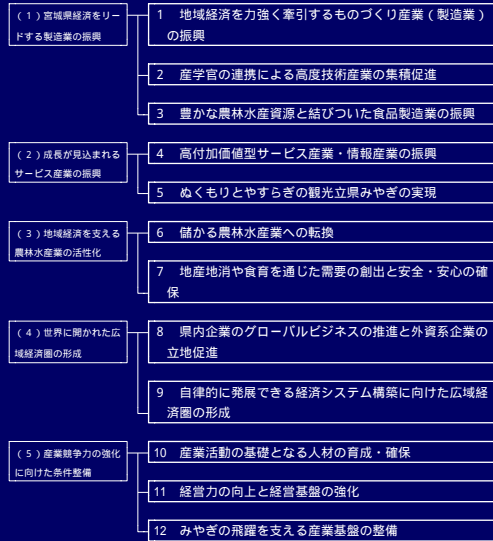 (1)宮城県経済をリー
ドする製造業の振興
1 地域経済を力強く牽引するものづくり産業(製造業)
の振興
2 産学官の連携による高度技術産業の集積促進
3 豊かな農林水産資源と結びついた食品製造業の振興
(2)成長が見込まれる
サービス産業の振興
4 高付加価値型サービス産業・情報産業の振興
5 ぬくもりとやすらぎの観光立県みやぎの実現
(3)地域経済を支える
農林水産業の活性化
6 儲かる農林水産業への転換
7 地産地消や食育を通じた需要の創出と安全・安心の確
保
(4)世界に開かれた広
域経済圏の形成
8 県内企業のグローバルビジネスの推進と外資系企業の
立地促進
9 自律的に発展できる経済システム構築に向けた広域経
済圏の形成
(5)産業競争力の強化
に向けた条件整備
10 産業活動の基礎となる人材の育成・確保
11 経営力の向上と経営基盤の強化
12 みやぎの飛躍を支える産業基盤の整備